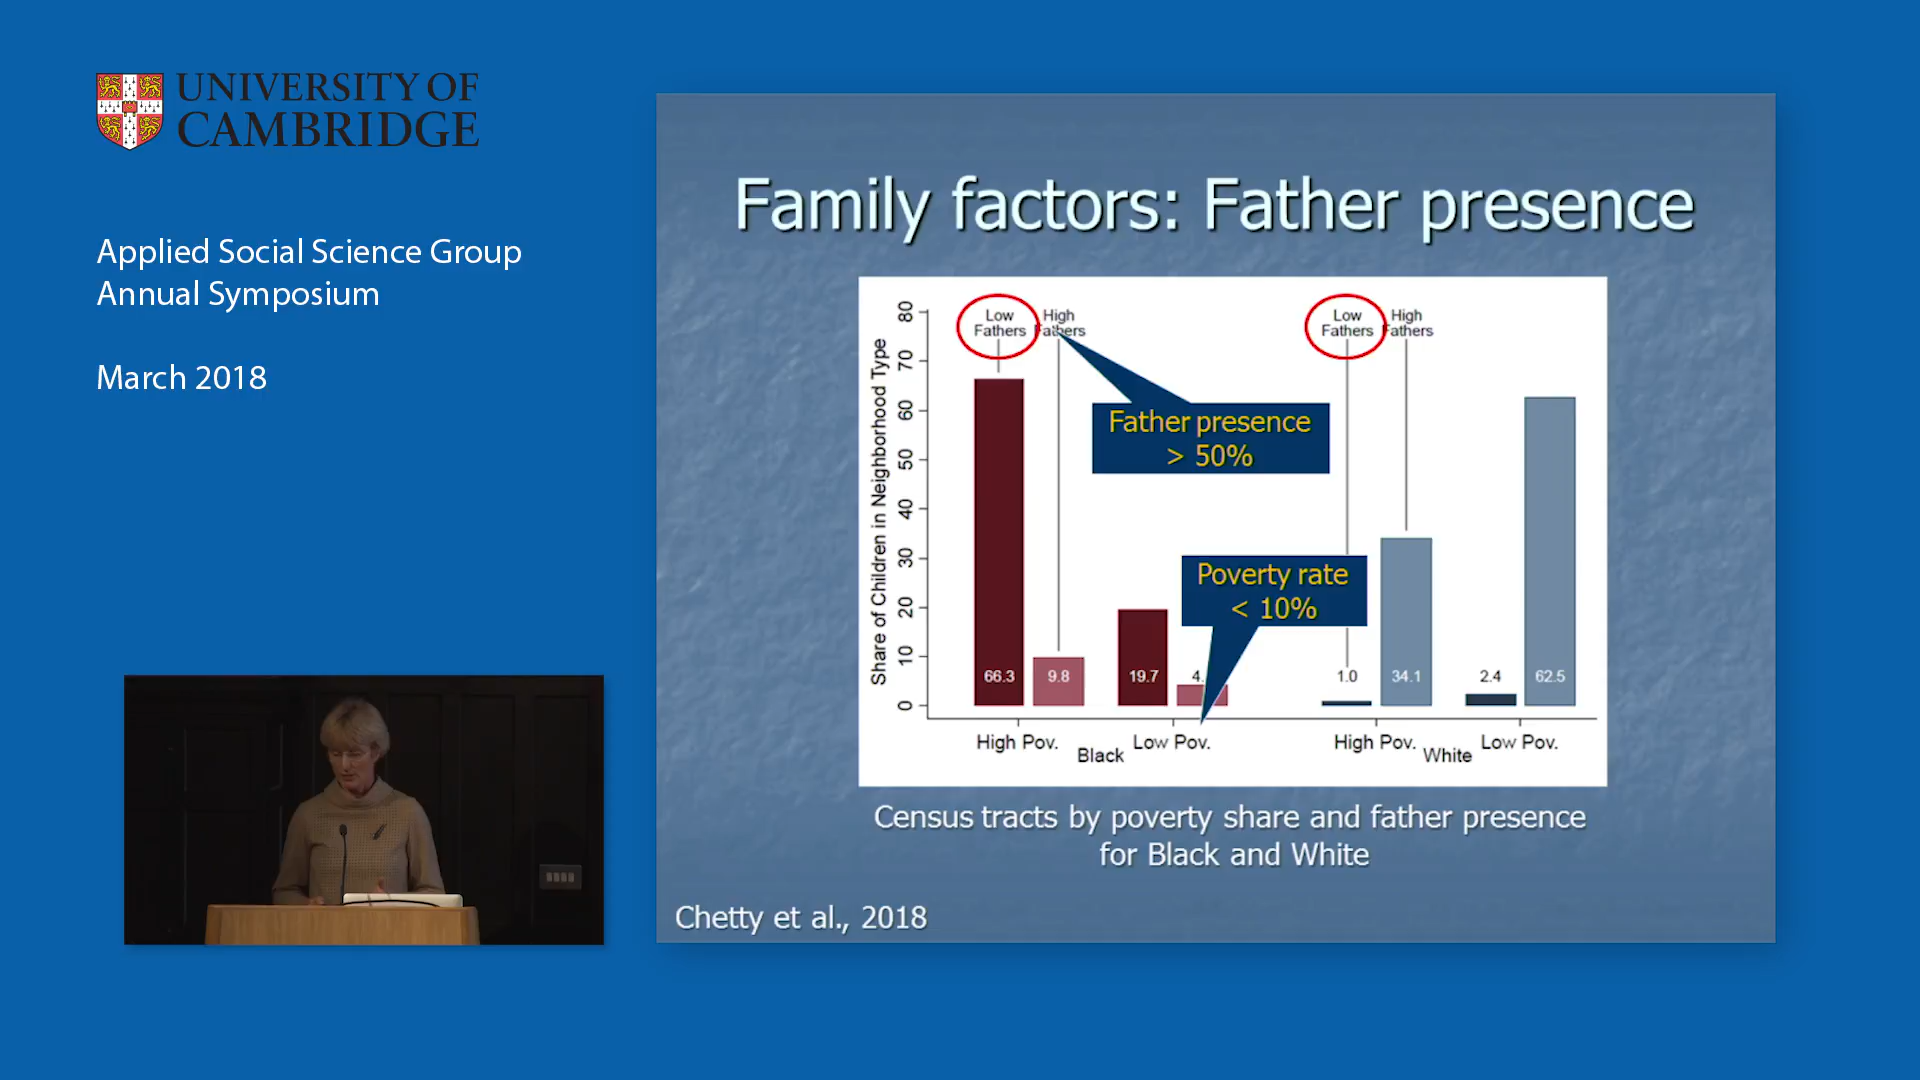 UNIVERSITY OF
CAMBRIDGE
Applied Social Science Group
Annual Symposium
March 2018
Family factors: Father presence
Share of Children in Neighborhood Type
80
70
60
50
40
30
20
10
0
Low
Fathers
High
Fathers
Low
Fathers
High
Fathers
Father presence
> 50%
Poverty rate
< 10%
66.3
9.8
19.7
4.
1.0
34.1
2.4
62.5
High Pov.
Low Pov.
High Pov.
Low Pov.
Black
White
Census tracts by poverty share and father presence
for Black and White
Chetty et al., 2018